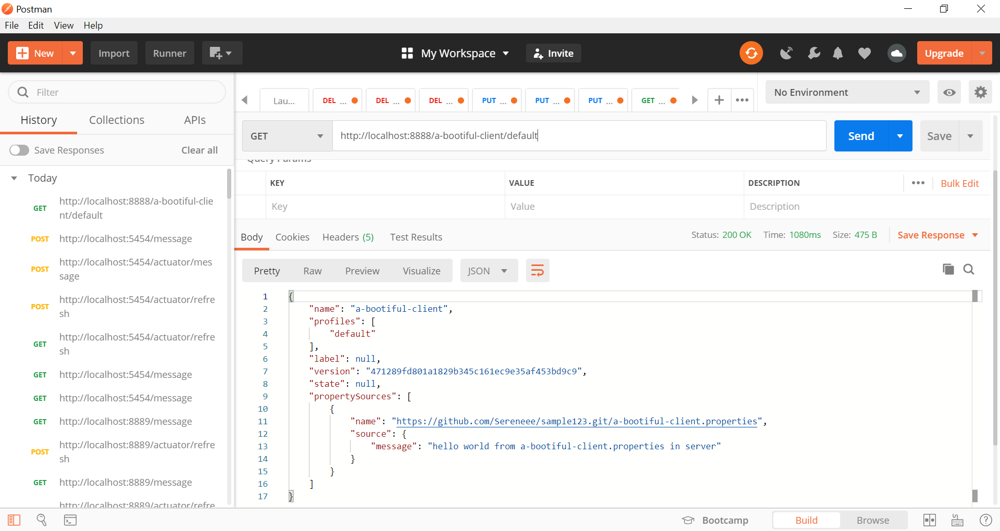 Postman
File Edit View Help
New Import Runner My Workspace Invite Upgrade
Filter
History Collections APIs
Save Responses Clear all
Today
GET http://localhost:8888/a-bootiful-clie
nt/default
POST http://localhost:5454/message
POST http://localhost:5454/actuator/mes
sage
POST http://localhost:5454/actuator/refre
sh
GET http://localhost:5454/actuator/refre
sh
GET http://localhost:5454/message
GET http://localhost:5454/message
GET http://localhost:8889/message
POST http://localhost:8889/actuator/refre
sh
GET http://localhost:8889/message
http://localhost:8889/actuator/refre
Lau... DEL ... DEL ... DEL ... PUT ... PUT ... PUT ... GET ...
No Environment
GET http://localhost:8888/a-bootiful-client/default Send Save
Query Params
KEY VALUE DESCRIPTION Bulk Edit
Key Value Description
Body Cookies Headers (5) Test Results Status: 200 OK Time: 1080ms Size: 475 B Save Response
Pretty Raw Preview Visualize JSON
1 {
2 "name": "a-bootiful-client",
3 "profiles": [
4 "default"
5 ],
6 "label": null,
7 "version": "471289fd801a1829b345c161ec9e35af453bd9c9",
8 "state": null,
9 "propertySources": [
10 {
11 "name": "https://github.com/Sereneee/sample123.git/a-bootiful-client.properties",
12 "source": {
13 "message": "hello world from a-bootiful-client.properties in server"
14 }
15 }
16 ]
17 }
Bootcamp Build Browse